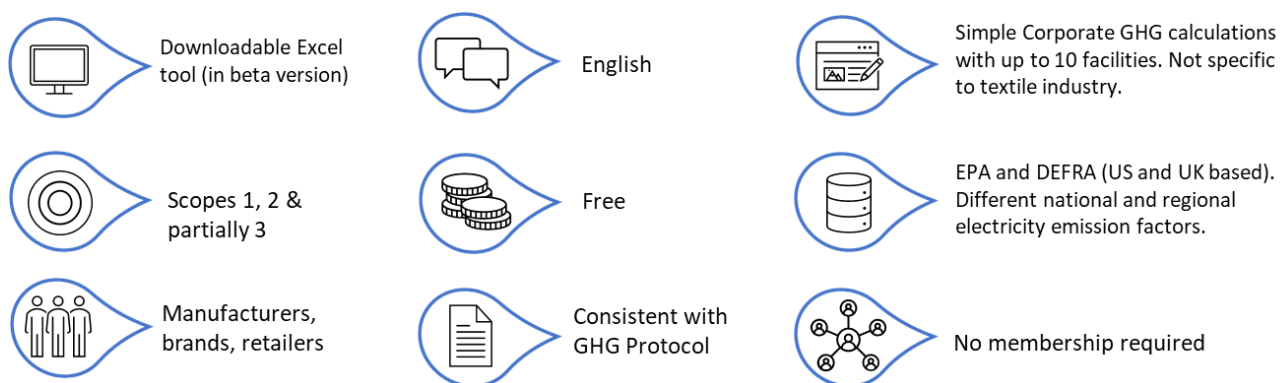 Downloadable Excel
tool (in beta version)
English
Simple Corporate GHG calculations
with up to 10 facilities. Not specific
to textile industry.
Scopes 1, 2 &
partially 3
Free
EPA and DEFRA (US and UK based).
Different national and regional
electricity emission factors.
Manufacturers,
brands, retailers
Consistent with
GHG Protocol
No membership required